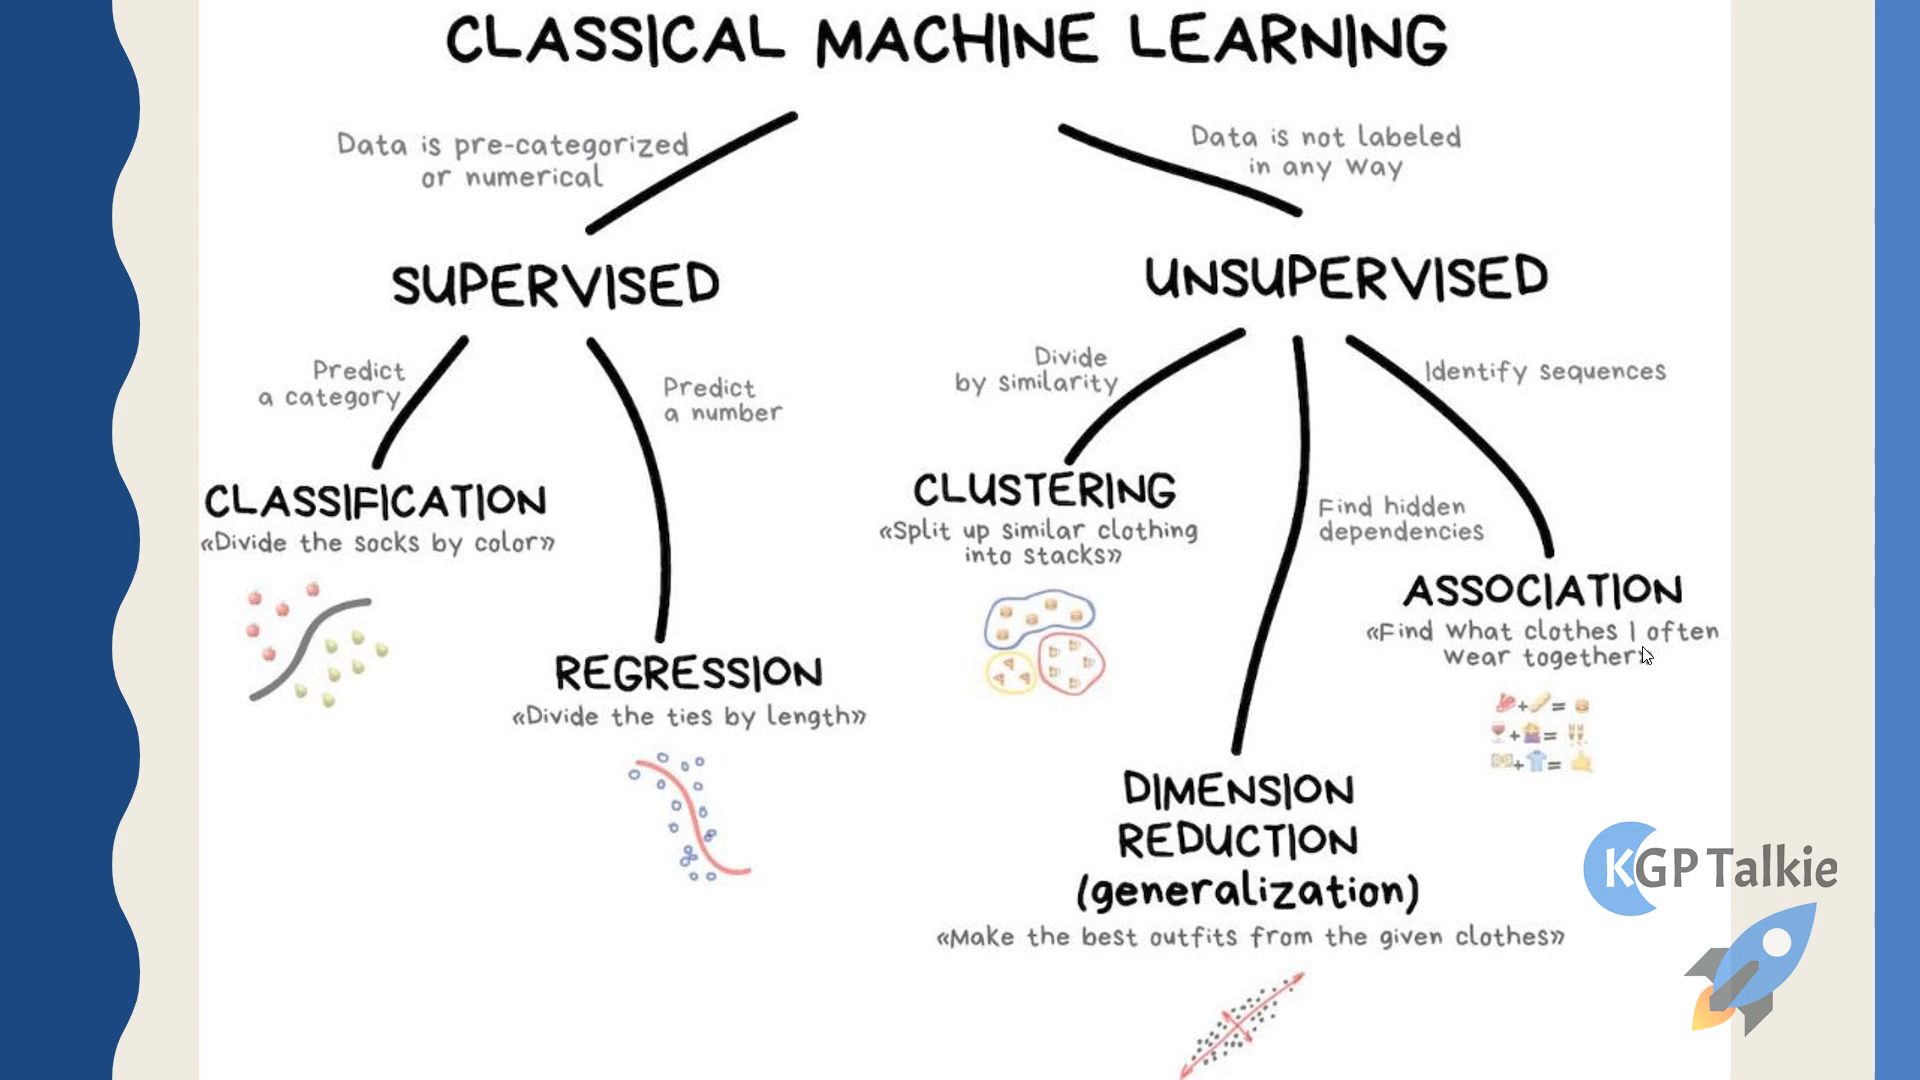 CLASSICAL MACHINE LEARNING
Data is pre-categorized
or numerical
Data is not labeled
in any way
SUPERVISED
UNSUPERVISED
Predict
a category
Predict
a number
Divide
by similarity
Identify sequences
CLASSIFICATION
«Divide the socks by color»
CLUSTERING
«Split up similar clothing
into stacks»
Find hidden
dependencies
ASSOCIATION
«Find what clothes I often
wear together»
REGRESSION
«Divide the ties by length»
+ =
+ =
+ =
DIMENSION
REDUCTION
(generalization)
«Make the best outfits from the given clothes»
KGP Talkie